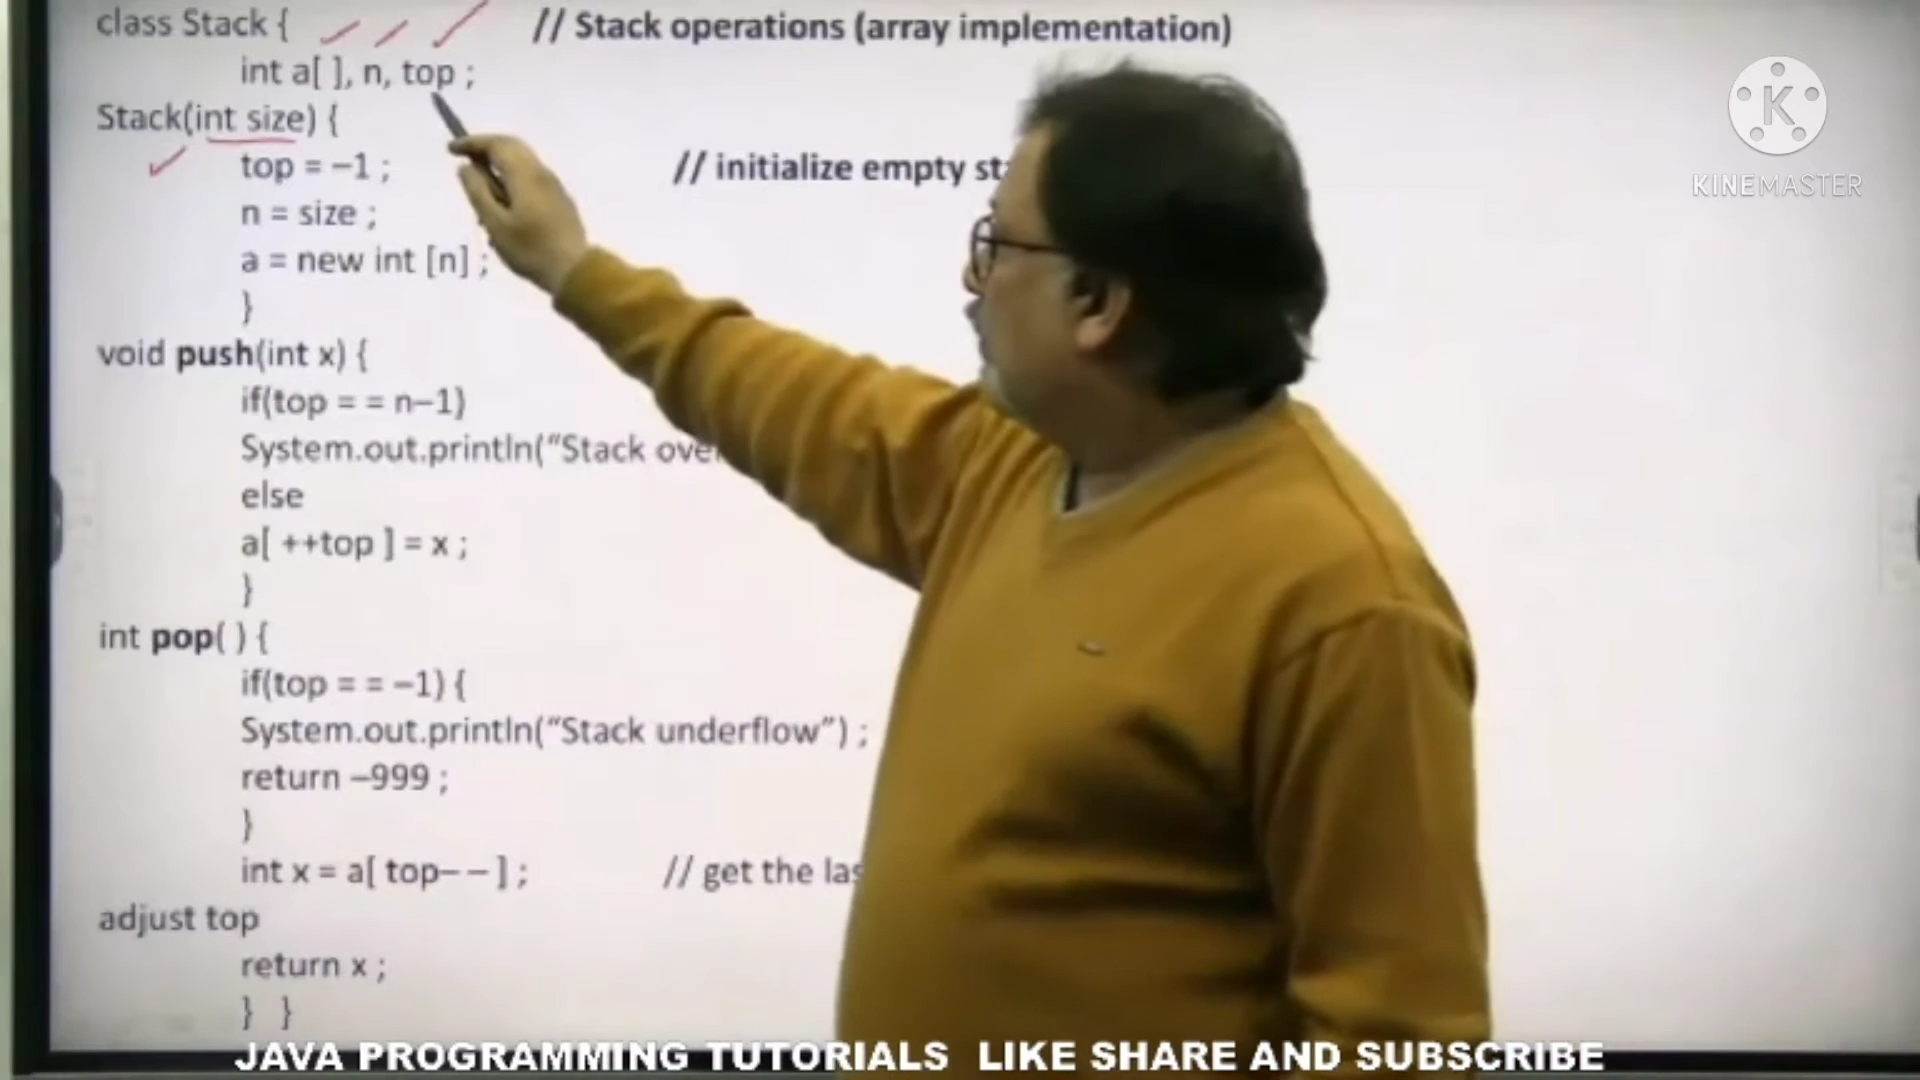 class Stack { // Stack operations (array implementation)
int a[ ], n, top ;
Stack(int size) {
top = –1 ; // initialize empty
n = size ;
a = new int [n] ;
}
void push(int x) {
if(top = = n–1)
System.out.println("Stack
else
a[ ++top ] = x ;
}
int pop( ) {
if(top = = –1) {
System.out.println("Stack underflow") ;
return –999 ;
}
int x = a[ top– – ] ; // get the
adjust top
return x ;
} }
K
KINEMASTER
JAVA PROGRAMMING TUTORIALS LIKE SHARE AND SUBSCRIBE